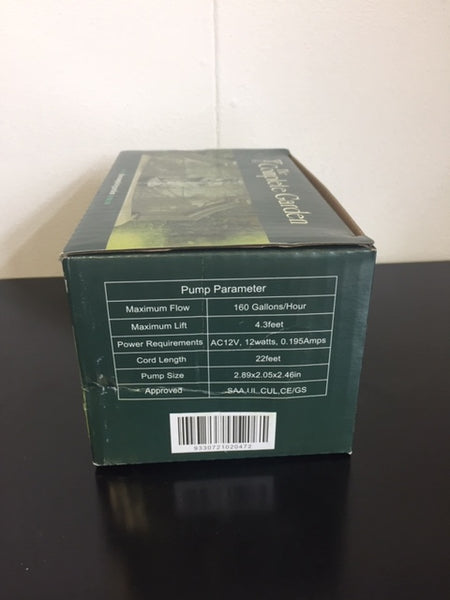 The
Complete Garden
Pump Parameter
Maximum Flow 160 Gallons/Hour
Maximum Lift 4.3feet
Power Requirements AC12V, 12watts, 0.195Amps
Cord Length 22feet
Pump Size 2.89x2.05x2.46in
Approved SAA,UL,CUL,CE/GS
9330721020472